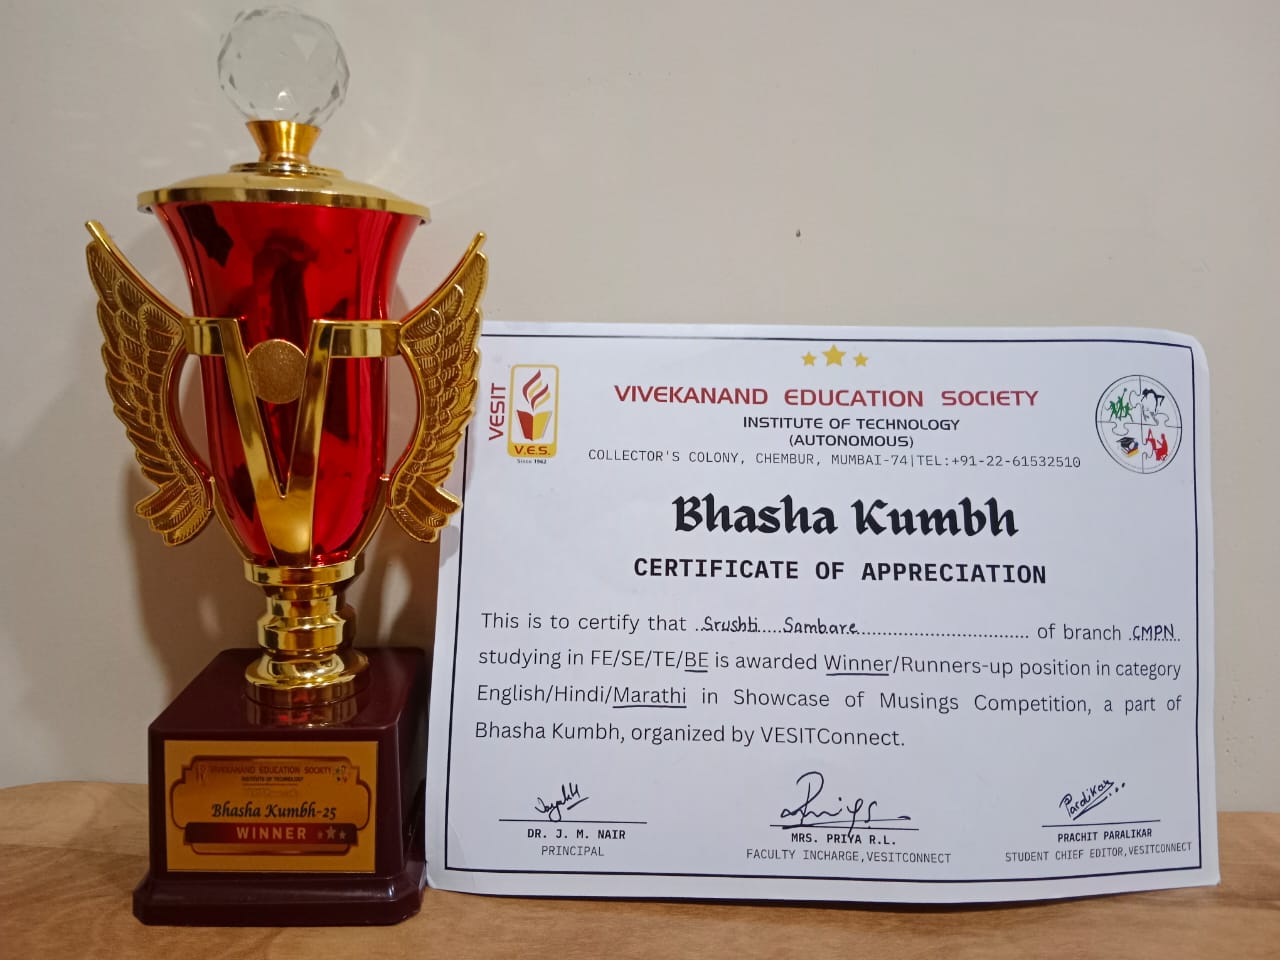 VIVEKANAND EDUCATION SOCIETY
INSTITUTE OF TECHNOLOGY
Bhasha Kumbh-25
WINNER
VESIT
V.E.S.
Since 1962
VIVEKANAND EDUCATION SOCIETY
INSTITUTE OF TECHNOLOGY
(AUTONOMOUS)
COLLECTOR'S COLONY, CHEMBUR, MUMBAI-74|TEL:+91-22-61532510
Bhasha Kumbh
CERTIFICATE OF APPRECIATION
This is to certify that Srushti Sambare of branch CMPN
studying in FE/SE/TE/BE is awarded Winner/Runners-up position in category
English/Hindi/Marathi in Showcase of Musings Competition, a part of
Bhasha Kumbh, organized by VESITConnect.
DR. J. M. NAIR
PRINCIPAL
MRS. PRIYA R.L.
FACULTY INCHARGE,VESITCONNECT
Paralikar
PRACHIT PARALIKAR
STUDENT CHIEF EDITOR,VESITCONNECT